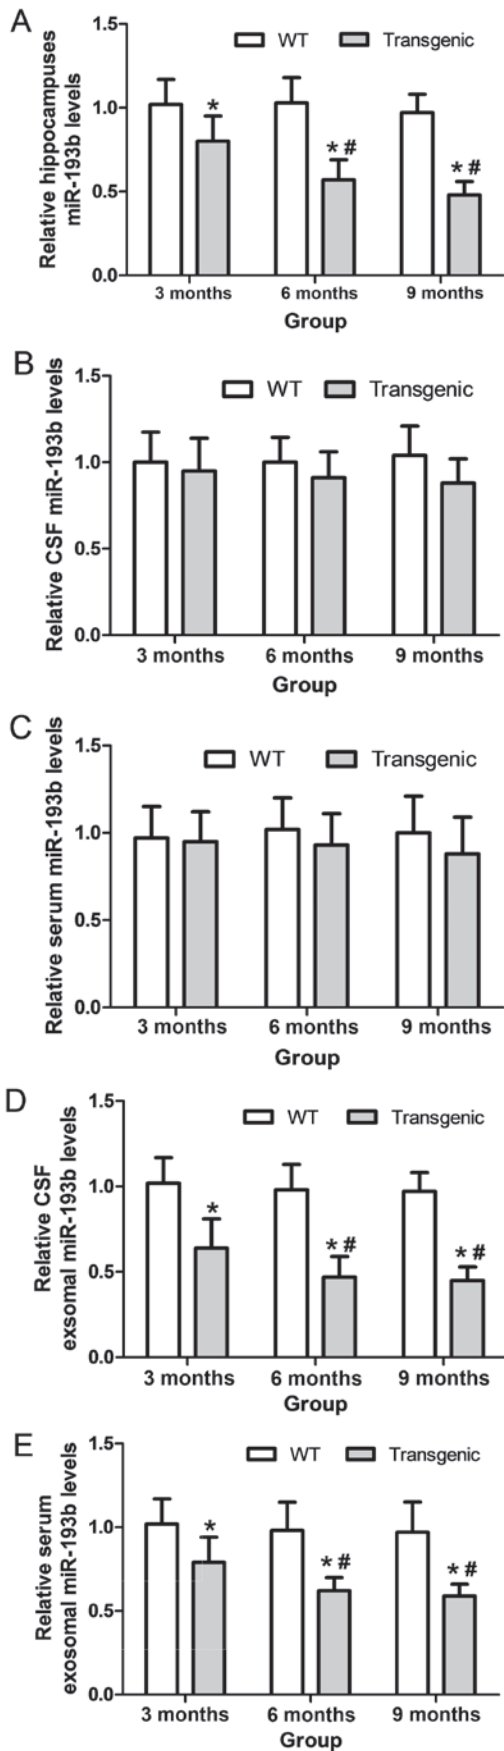 A
1.5
WT Transgenic
1.0
0.5
0.0
Relative hippocampuses
miR-193b levels
*
* #
* #
3 months 6 months 9 months
Group
B
1.5
WT Transgenic
1.0
0.5
0.0
Relative CSF miR-193b levels
3 months 6 months 9 months
Group
C
1.5
WT Transgenic
1.0
0.5
0.0
Relative serum miR-193b levels
3 months 6 months 9 months
Group
D
1.5
WT Transgenic
1.0
0.5
0.0
Relative CSF
exsomal miR-193b levels
*
* #
* #
3 months 6 months 9 months
Group
E
1.5
WT Transgenic
1.0
0.5
0.0
Relative serum
exosomal miR-193b levels
*
* #
* #
3 months 6 months 9 months
Group